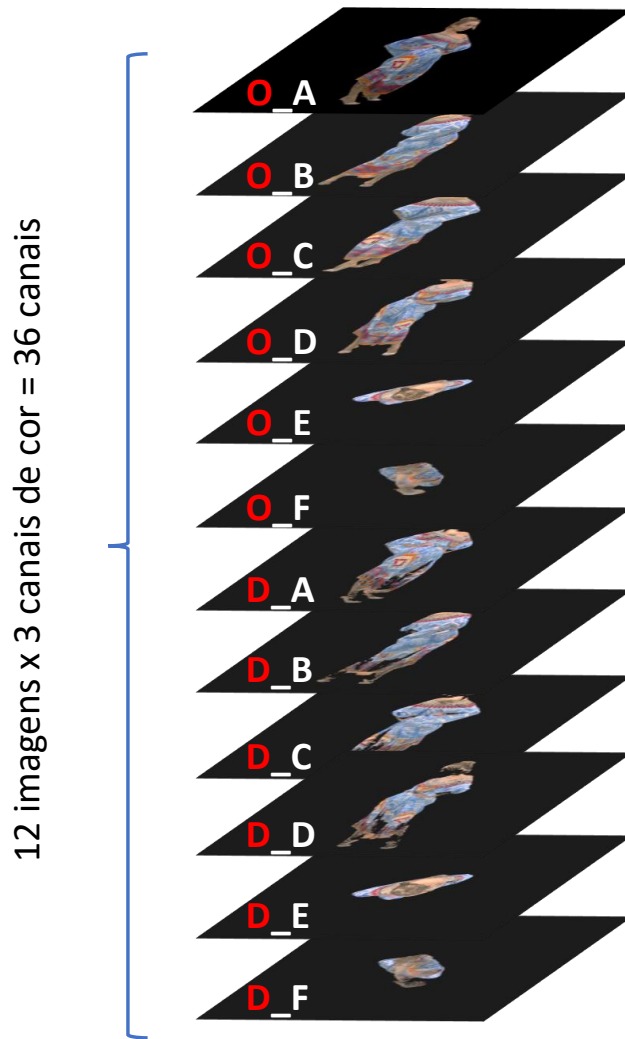 12 imagens x 3 canais de cor = 36 canais
O_A
O_B
O_C
O_D
O_E
O_F
D_A
D_B
D_C
D_D
D_E
D_F